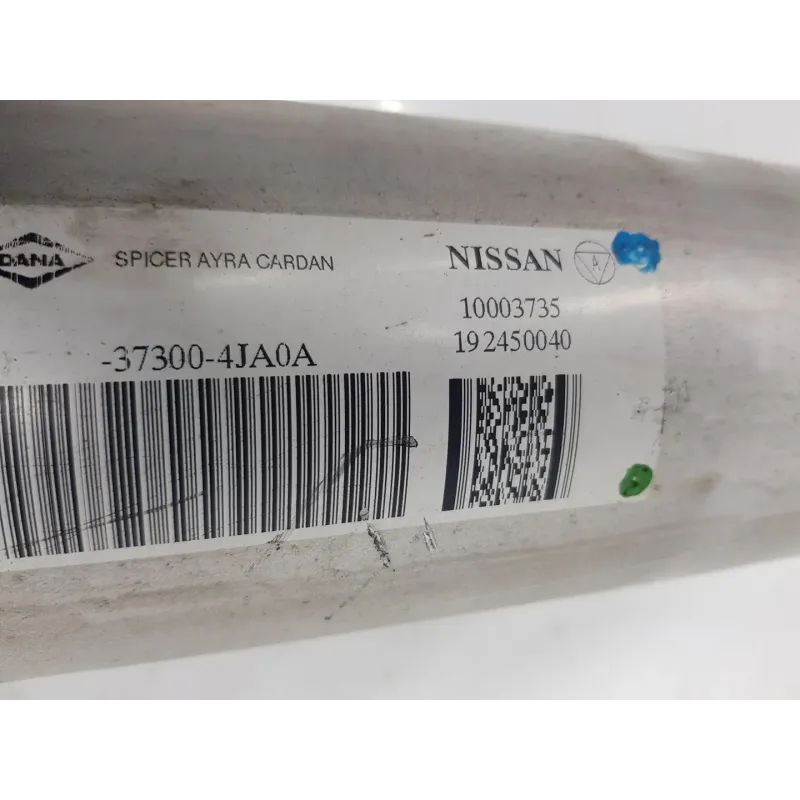 DANA
SPICER AYRA CARDAN
NISSAN
A
10003735
192450040
-37300-4JA0A